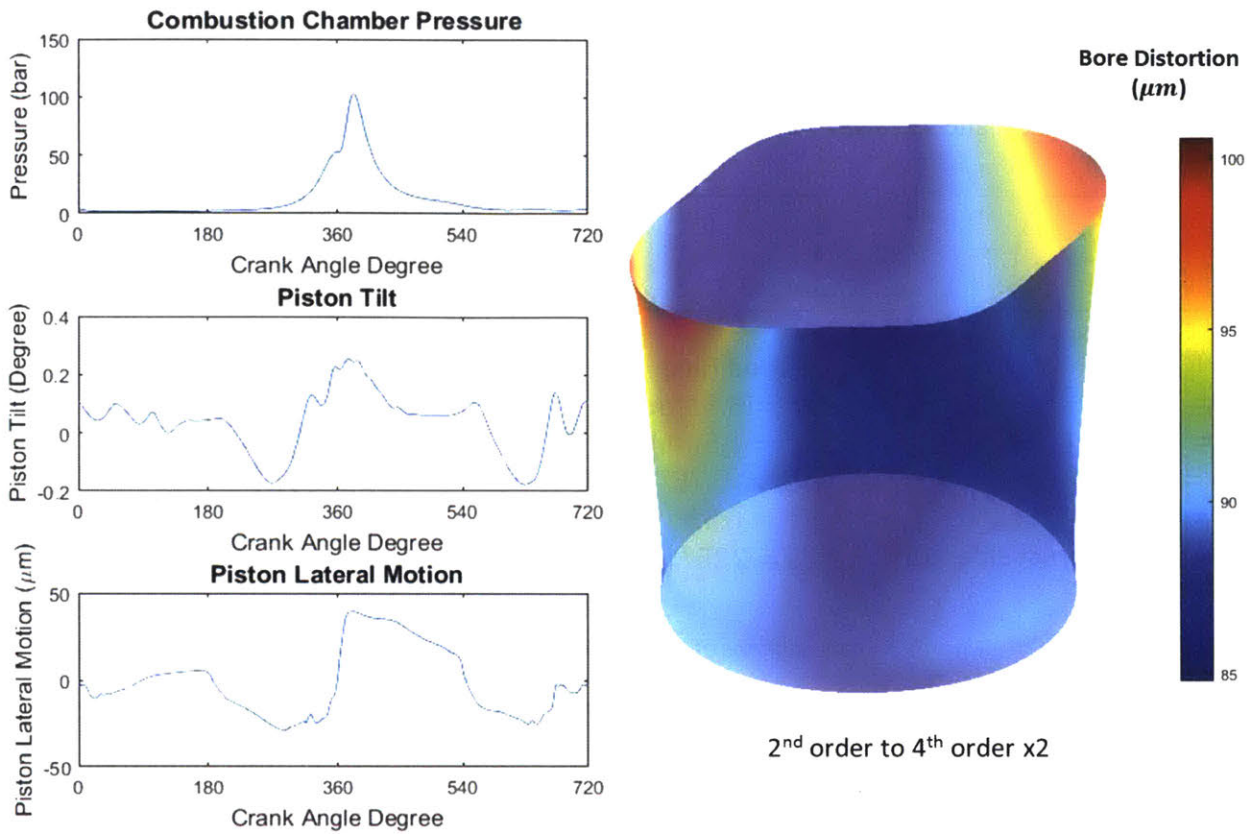 Combustion Chamber Pressure
150
100
50
0
Pressure (bar)
0 180 360 540 720
Crank Angle Degree
Piston Tilt
0.4
0.2
0
-0.2
Piston Tilt (Degree)
0 180 360 540 720
Crank Angle Degree
Piston Lateral Motion
50
0
-50
Piston Lateral Motion (μm)
0 180 360 540 720
Crank Angle Degree
Bore Distortion
(μm)
100
95
90
85
2nd order to 4th order x2